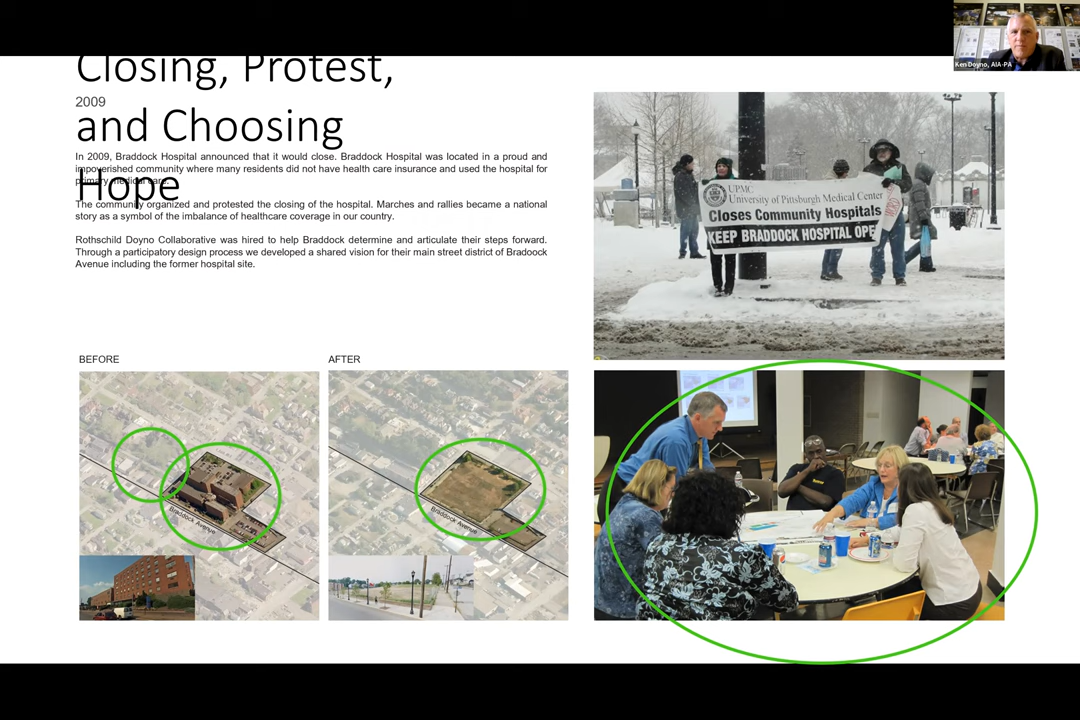 Closing, Protest,
2009
and Choosing
Hope
In 2009, Braddock Hospital announced that it would close. Braddock Hospital was located in a proud and
impoverished community where many residents did not have health care insurance and used the hospital for
primary medical care.
The community organized and protested the closing of the hospital. Marches and rallies became a national
story as a symbol of the imbalance of healthcare coverage in our country.
Rothschild Doyno Collaborative was hired to help Braddock determine and articulate their steps forward.
Through a participatory design process we developed a shared vision for their main street district of Bradoock
Avenue including the former hospital site.
BEFORE
AFTER
Braddock Avenue
Braddock Avenue
UPMC
University of Pittsburgh Medical Center
Closes Community Hospitals
KEEP BRADDOCK HOSPITAL OPE
Ken Doyno, AIA-PA